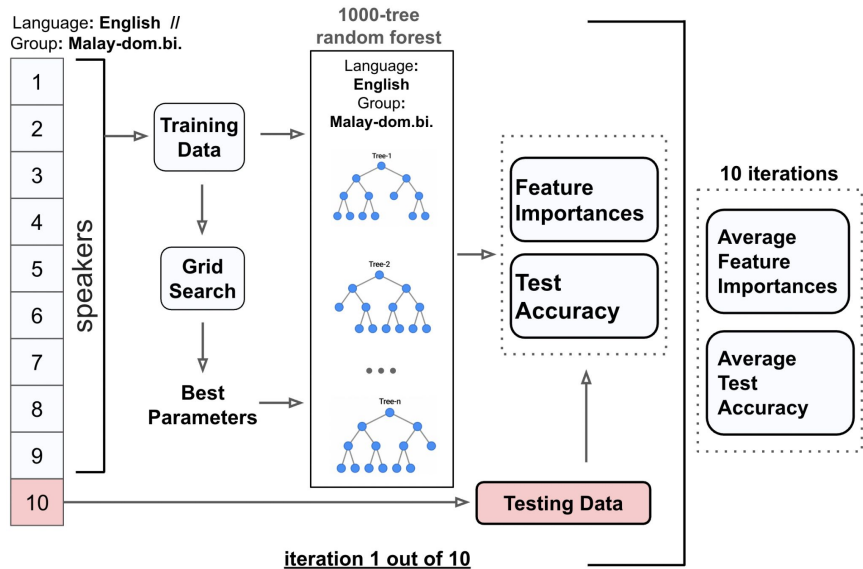 Language: English //
Group: Malay-dom.bi.
1
2
3
4
5
6
7
8
9
10
speakers
Training
Data
Grid
Search
Best
Parameters
1000-tree
random forest
Language:
English
Group:
Malay-dom.bi.
Tree-1
Tree-2
Tree-n
Feature
Importances
Test
Accuracy
Testing Data
10 iterations
Average
Feature
Importances
Average
Test
Accuracy
iteration 1 out of 10